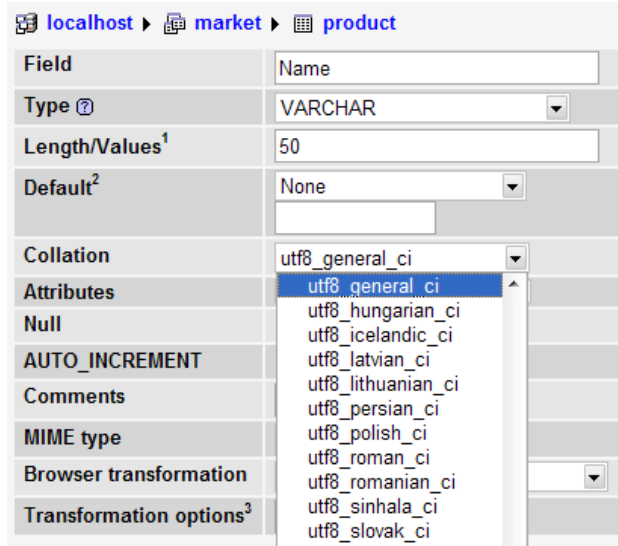 localhost market product
Field Name
Type VARCHAR
Length/Values1 50
Default2 None
Collation utf8_general_ci
Attributes utf8_general_ci
utf8_hungarian_ci
Null
utf8_icelandic_ci
AUTO_INCREMENT utf8_latvian_ci
utf8_lithuanian_ci
Comments
utf8_persian_ci
MIME type utf8_polish_ci
utf8_roman_ci
Browser transformation utf8_romanian_ci
utf8_sinhala_ci
Transformation options3
utf8_slovak_ci